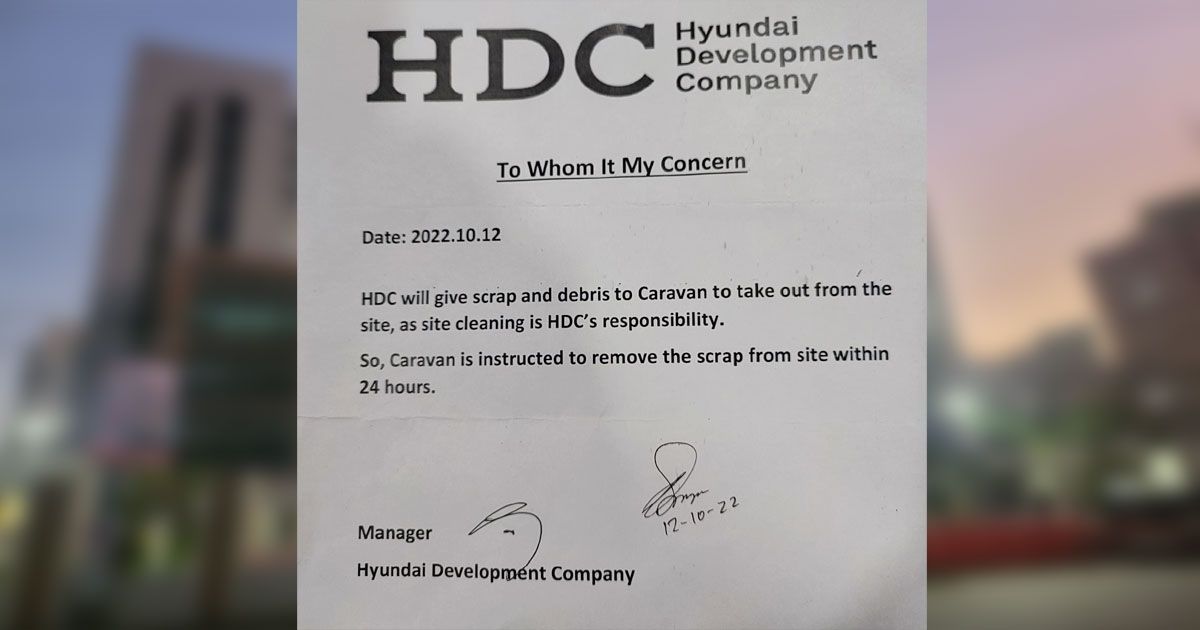 HDC
Hyundai
Development
Company
To Whom It My Concern
Date: 2022.10.12
HDC will give scrap and debris to Caravan to take out from the
site, as site cleaning is HDC's responsibility.
So, Caravan is instructed to remove the scrap from site within
24 hours.
12-10-22
Manager
Hyundai Development Company